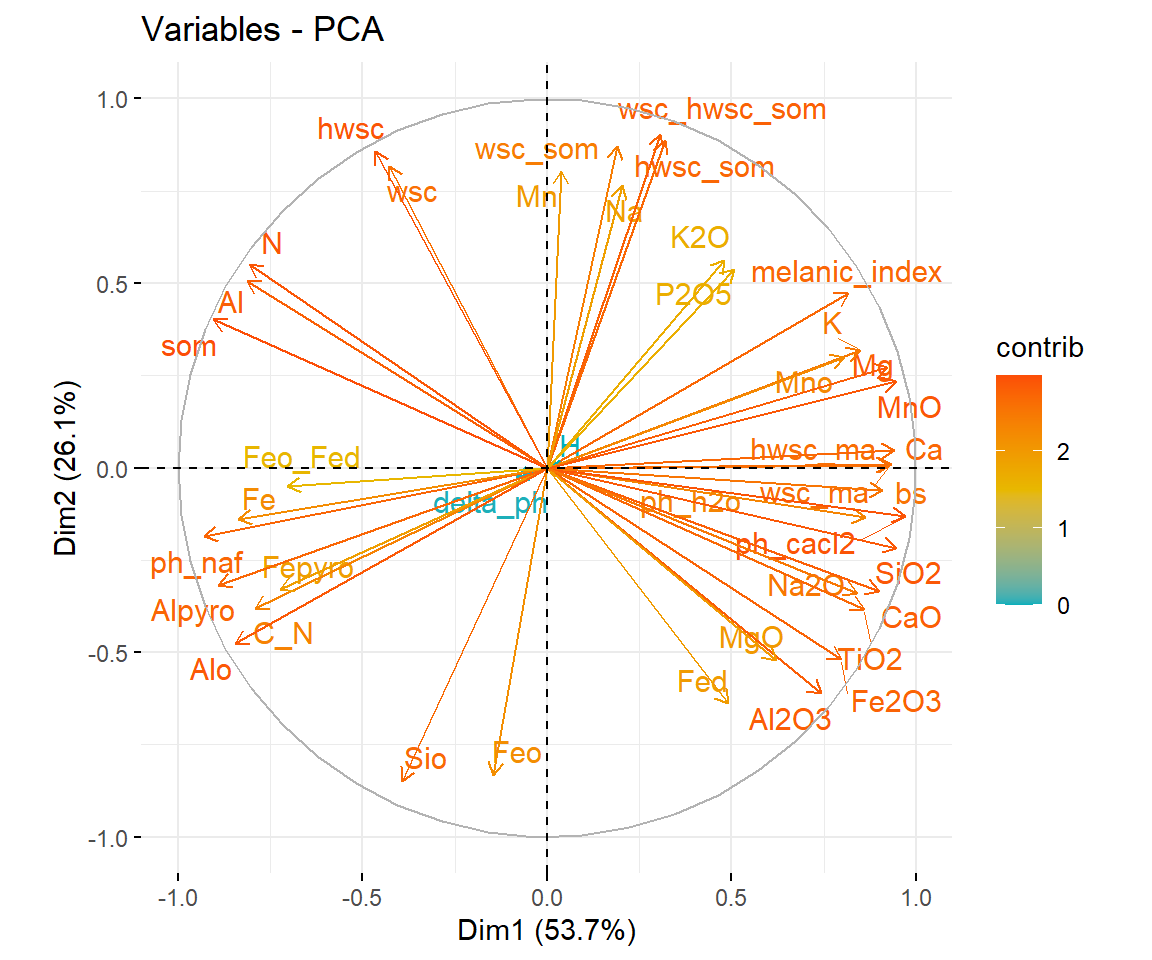 Variables - PCA
Dim2 (26.1%)
1.0
0.5
0.0
-0.5
-1.0
wsc_hwsc_som
hwsc
wsc_som
hwsc_som
wsc
Mn
Na
K2O
N
melanic_index
P2O5
Al
K
som
Mg
Mno
MnO
H
hwsc_ma
Ca
Feo_Fed
wsc_ma
bs
Fe
delta_ph
ph_h2o
ph_cacl2
ph_naf
Fepyro
SiO2
Na2O
Alpyro
CaO
C_N
MgO
Alo
TiO2
Fed
Fe2O3
Al2O3
Sio
Feo
-1.0
-0.5
0.0
0.5
1.0
Dim1 (53.7%)
contrib
2
1
0